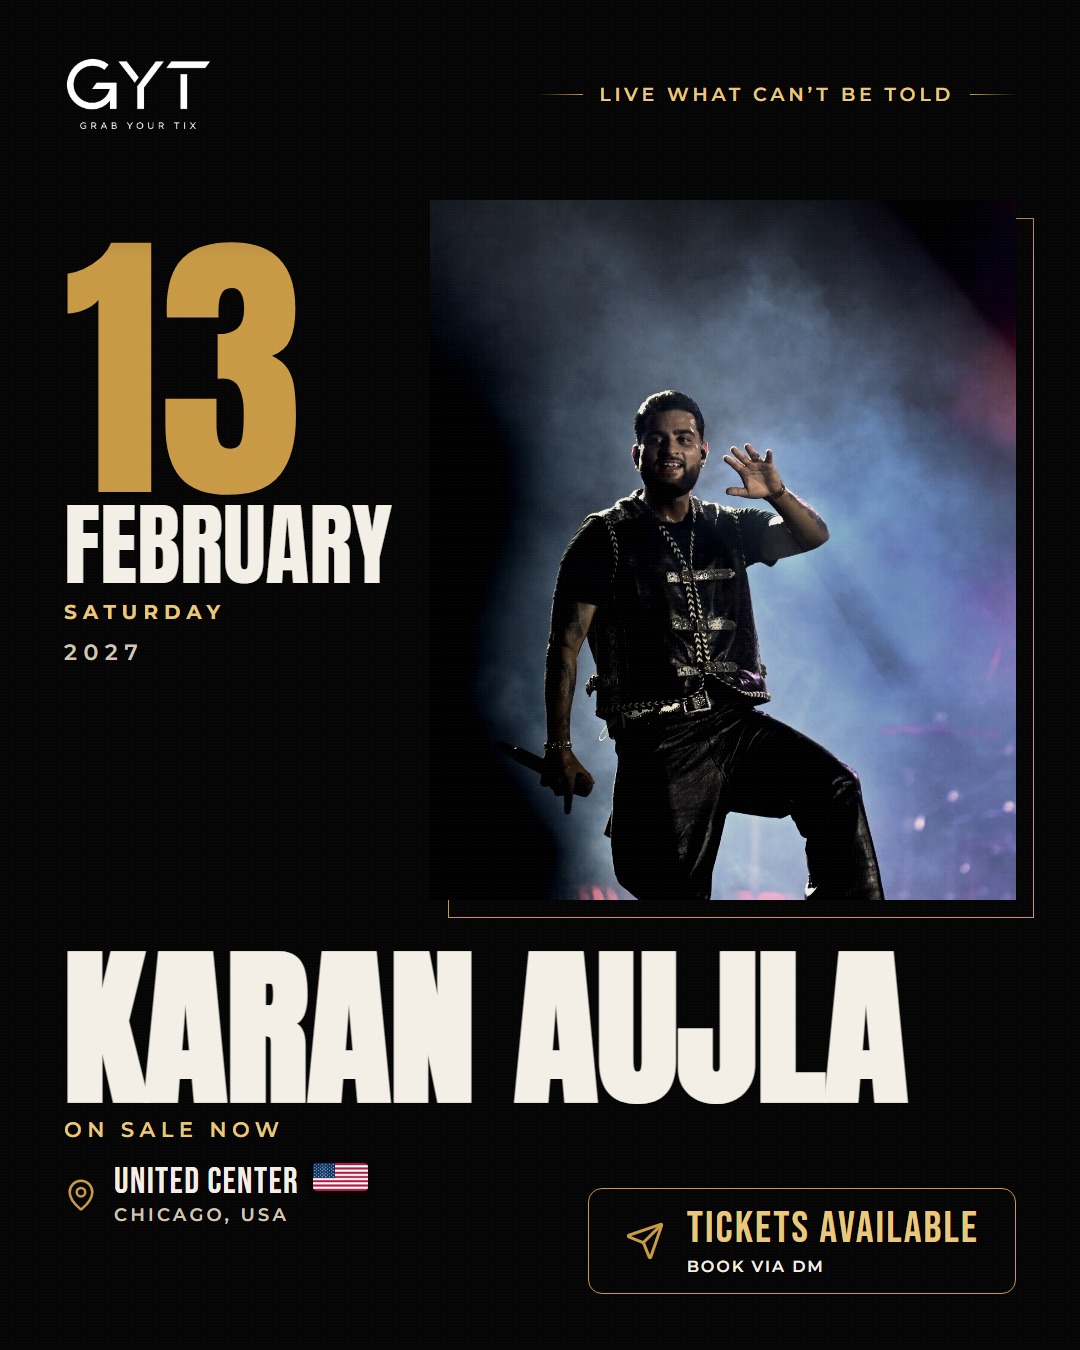 GYT
GRAB YOUR TIX
LIVE WHAT CAN’T BE TOLD
13
FEBRUARY
SATURDAY
2027
KARAN AUJLA
ON SALE NOW
UNITED CENTER
CHICAGO, USA
TICKETS AVAILABLE
BOOK VIA DM